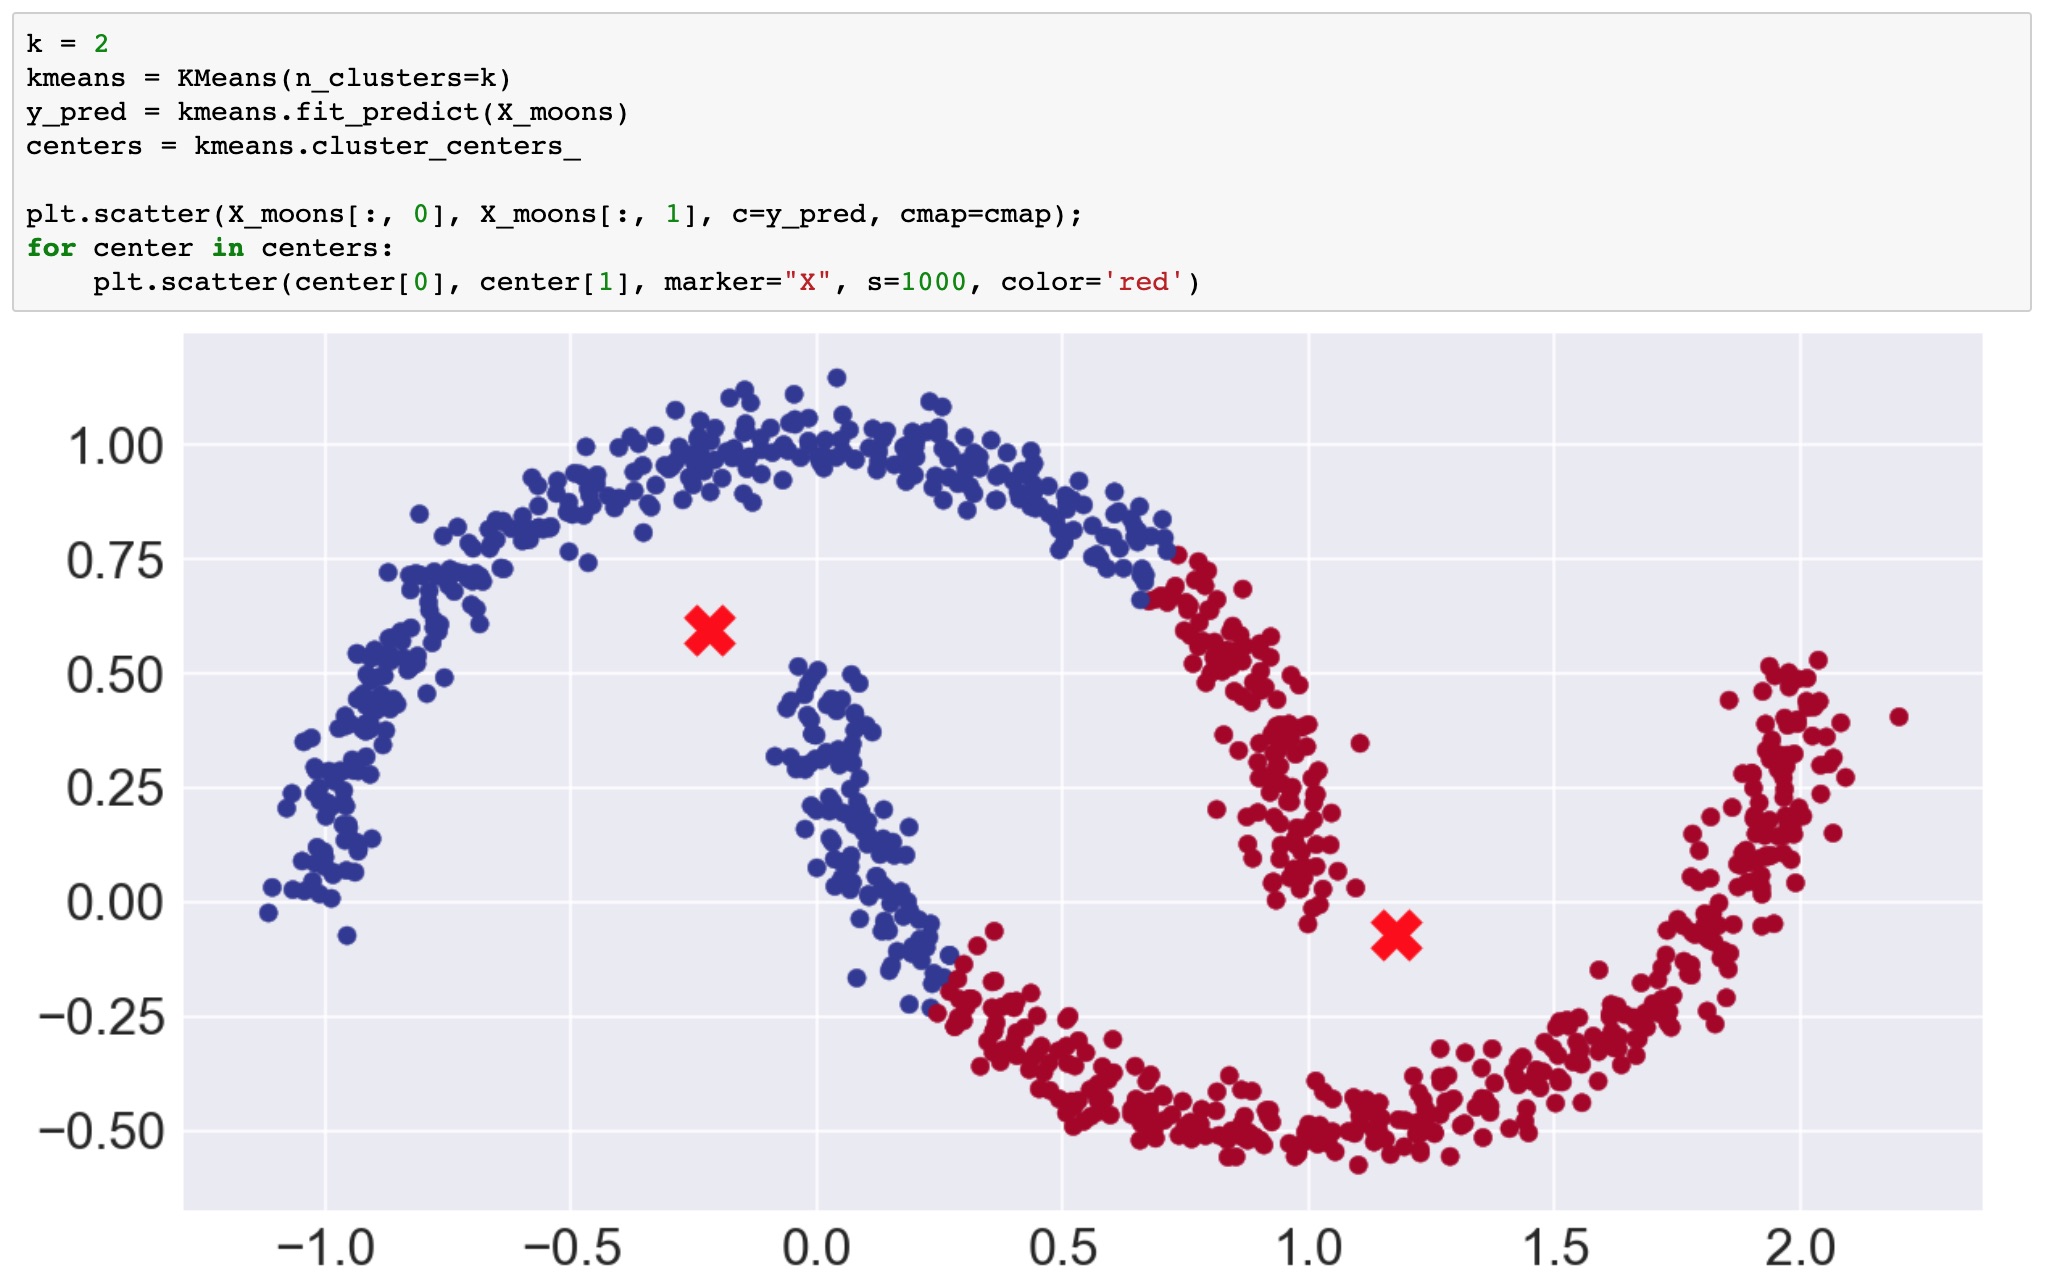 k = 2
kmeans = KMeans(n_clusters=k)
y_pred = kmeans.fit_predict(X_moons)
centers = kmeans.cluster_centers_

plt.scatter(X_moons[:, 0], X_moons[:, 1], c=y_pred, cmap=cmap);
for center in centers:
    plt.scatter(center[0], center[1], marker="X", s=1000, color='red')
1.00
0.75
0.50
0.25
0.00
−0.25
−0.50
−1.0 −0.5 0.0 0.5 1.0 1.5 2.0